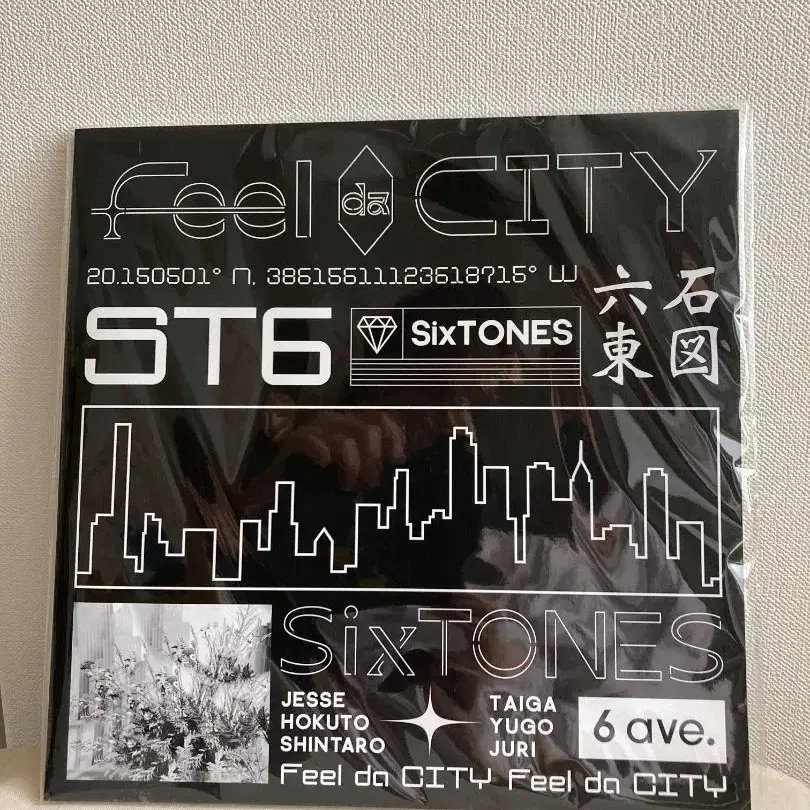 feel da CITY
20.150501° N, 38615611123618715° W
ST6
SixTONES
六石
東図
SixTONES
JESSE
HOKUTO
SHINTARO
TAIGA
YUGO
JURI
6 ave.
Feel da CITY Feel da CITY